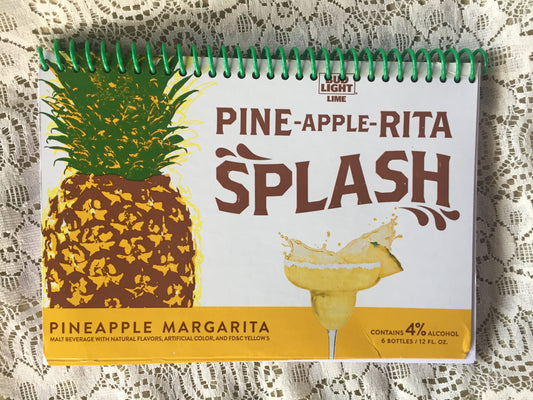 LIGHT
LIME
PINE-APPLE-RITA
SPLASH
PINEAPPLE MARGARITA
MALT BEVERAGE WITH NATURAL FLAVORS, ARTIFICIAL COLOR, AND FD&C YELLOW 5
CONTAINS 4% ALCOHOL
6 BOTTLES / 12 FL. OZ.